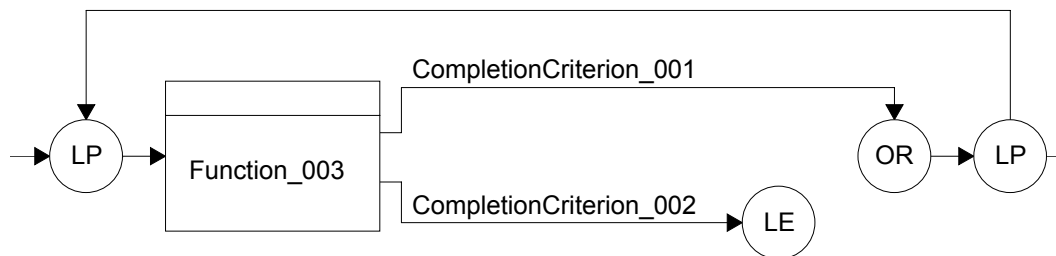 CompletionCriterion_001
LP
Function_003
OR
LP
CompletionCriterion_002
LE